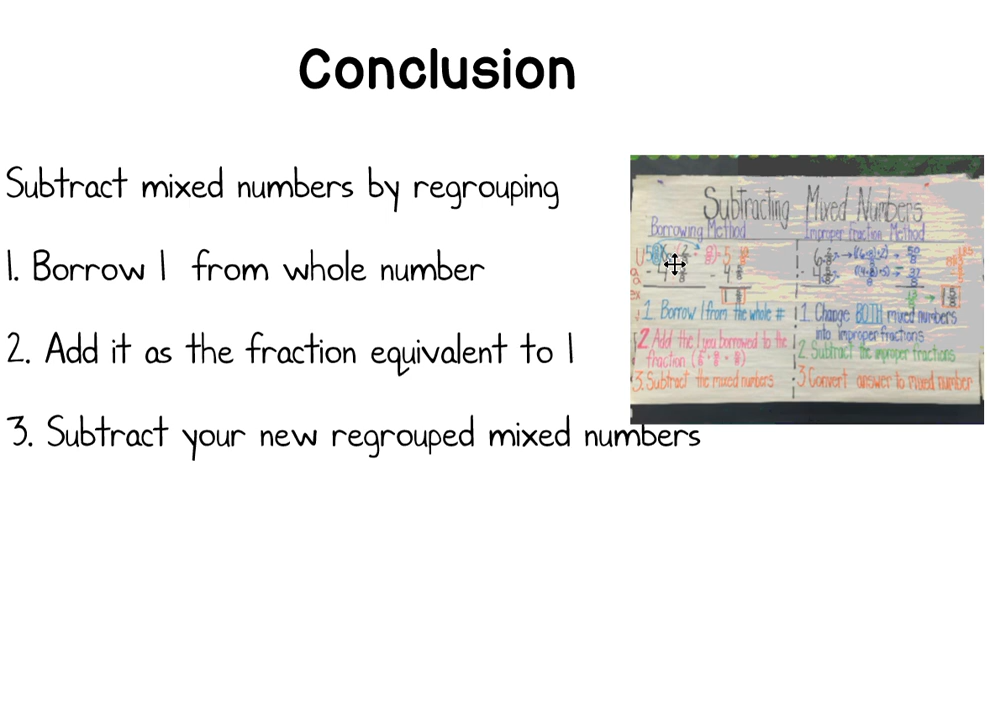 Conclusion
Subtract mixed numbers by regrouping
1. Borrow 1 from whole number
2. Add it as the fraction equivalent to 1
3. Subtract your new regrouped mixed numbers
Subtracting Mixed Numbers
Borrowing Method
Improper Fraction Method
1 Borrow 1 from the whole #
2 Add the 1 you borrowed to the
fraction
3. Subtract the mixed numbers
1. Change BOTH mixed numbers
into improper fractions
2. Subtract the improper fractions
3 Convert answer to mixed number